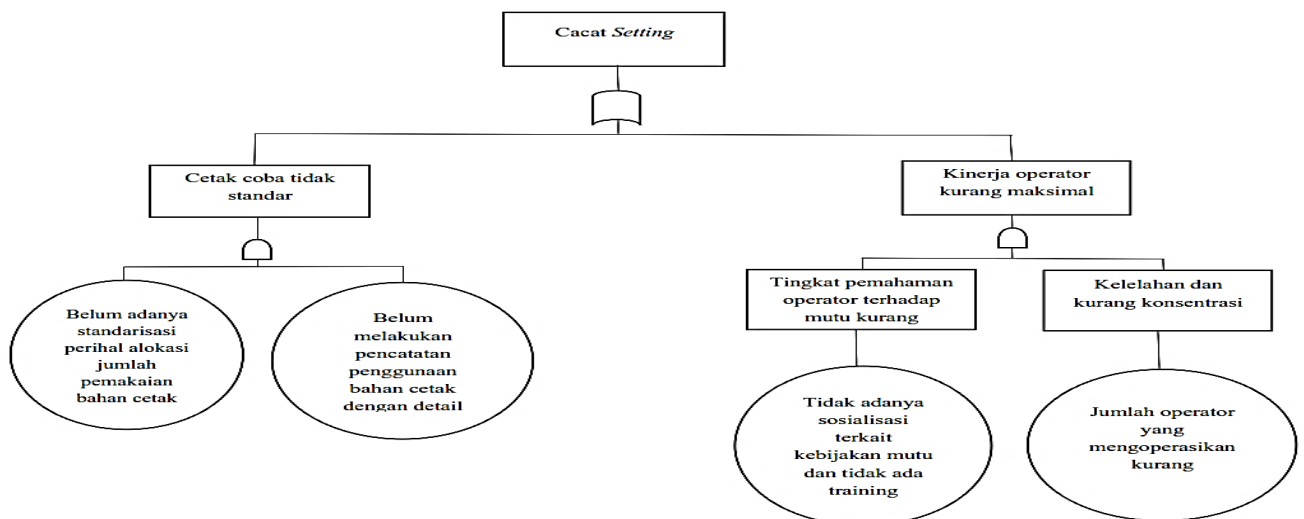 Cacat Setting
Cetak coba tidak
standar
Kinerja operator
kurang maksimal
Belum adanya
standarisasi
perihal alokasi
jumlah
pemakaian
bahan cetak
Belum
melakukan
pencatatan
penggunaan
bahan cetak
dengan detail
Tingkat pemahaman
operator terhadap
mutu kurang
Kelelahan dan
kurang konsentrasi
Tidak adanya
sosialisasi
terkait
kebijakan mutu
dan tidak ada
training
Jumlah operator
yang
mengoperasikan
kurang